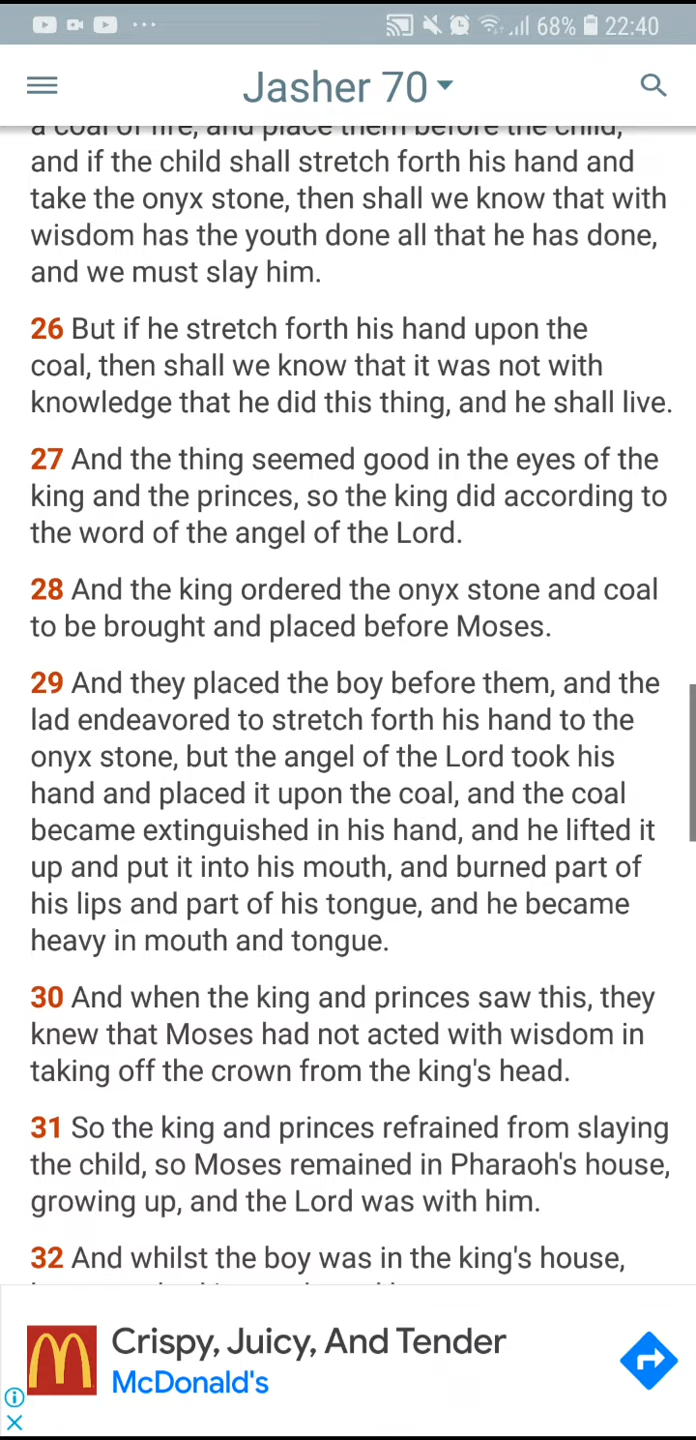 68% 22:40
Jasher 70
a coal of fire, and place them before the child,
and if the child shall stretch forth his hand and
take the onyx stone, then shall we know that with
wisdom has the youth done all that he has done,
and we must slay him.
26 But if he stretch forth his hand upon the
coal, then shall we know that it was not with
knowledge that he did this thing, and he shall live.
27 And the thing seemed good in the eyes of the
king and the princes, so the king did according to
the word of the angel of the Lord.
28 And the king ordered the onyx stone and coal
to be brought and placed before Moses.
29 And they placed the boy before them, and the
lad endeavored to stretch forth his hand to the
onyx stone, but the angel of the Lord took his
hand and placed it upon the coal, and the coal
became extinguished in his hand, and he lifted it
up and put it into his mouth, and burned part of
his lips and part of his tongue, and he became
heavy in mouth and tongue.
30 And when the king and princes saw this, they
knew that Moses had not acted with wisdom in
taking off the crown from the king's head.
31 So the king and princes refrained from slaying
the child, so Moses remained in Pharaoh's house,
growing up, and the Lord was with him.
32 And whilst the boy was in the king's house,
Crispy, Juicy, And Tender
McDonald's